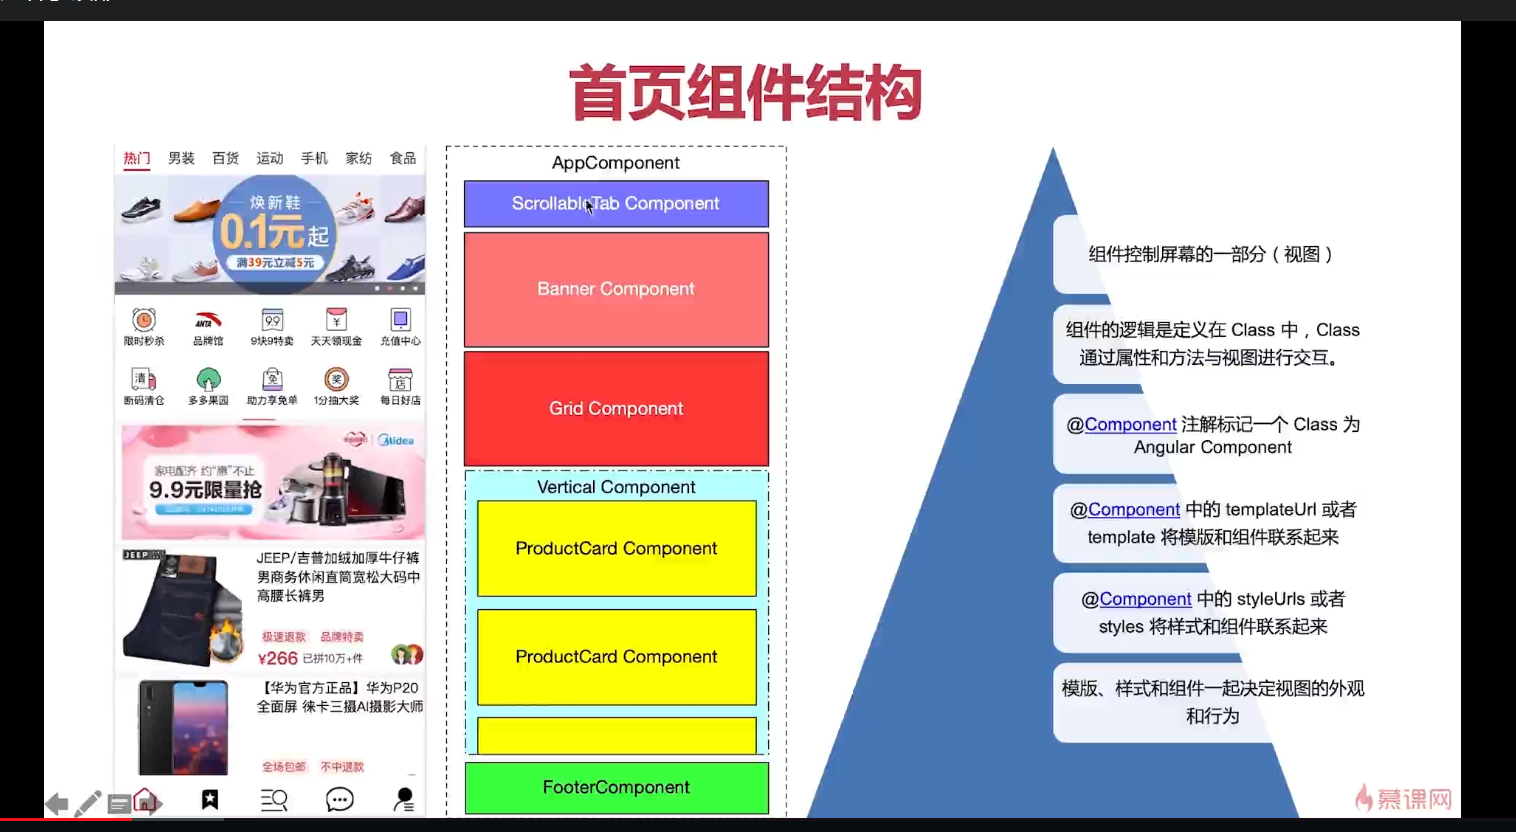 首页组件结构
热门 男装 百货 运动 手机 家纺 食品
焕新鞋
0.1元起
满39元立减5元
限时秒杀 品牌馆 9块9特卖 天天领现金 充值中心
断码清仓 多多果园 助力享免单 1分抽大奖 每日好店
Midea
家电配齐 约“惠”不止
9.9元限量抢
JEEP
JEEP/吉普加绒加厚牛仔裤
男商务休闲直筒宽松大码中
高腰长裤男
极速退款 品牌特卖
¥266 已拼10万+件
【华为官方正品】华为P20
全面屏 徕卡三摄AI摄影大师
全场包邮 不中退款
AppComponent
ScrollableTab Component
Banner Component
Grid Component
Vertical Component
ProductCard Component
ProductCard Component
FooterComponent
组件控制屏幕的一部分（视图）
组件的逻辑是定义在 Class 中，Class
通过属性和方法与视图进行交互。
@Component 注解标记一个 Class 为
Angular Component
@Component 中的 templateUrl 或者
template 将模版和组件联系起来
@Component 中的 styleUrls 或者
styles 将样式和组件联系起来
模版、样式和组件一起决定视图的外观
和行为
慕课网